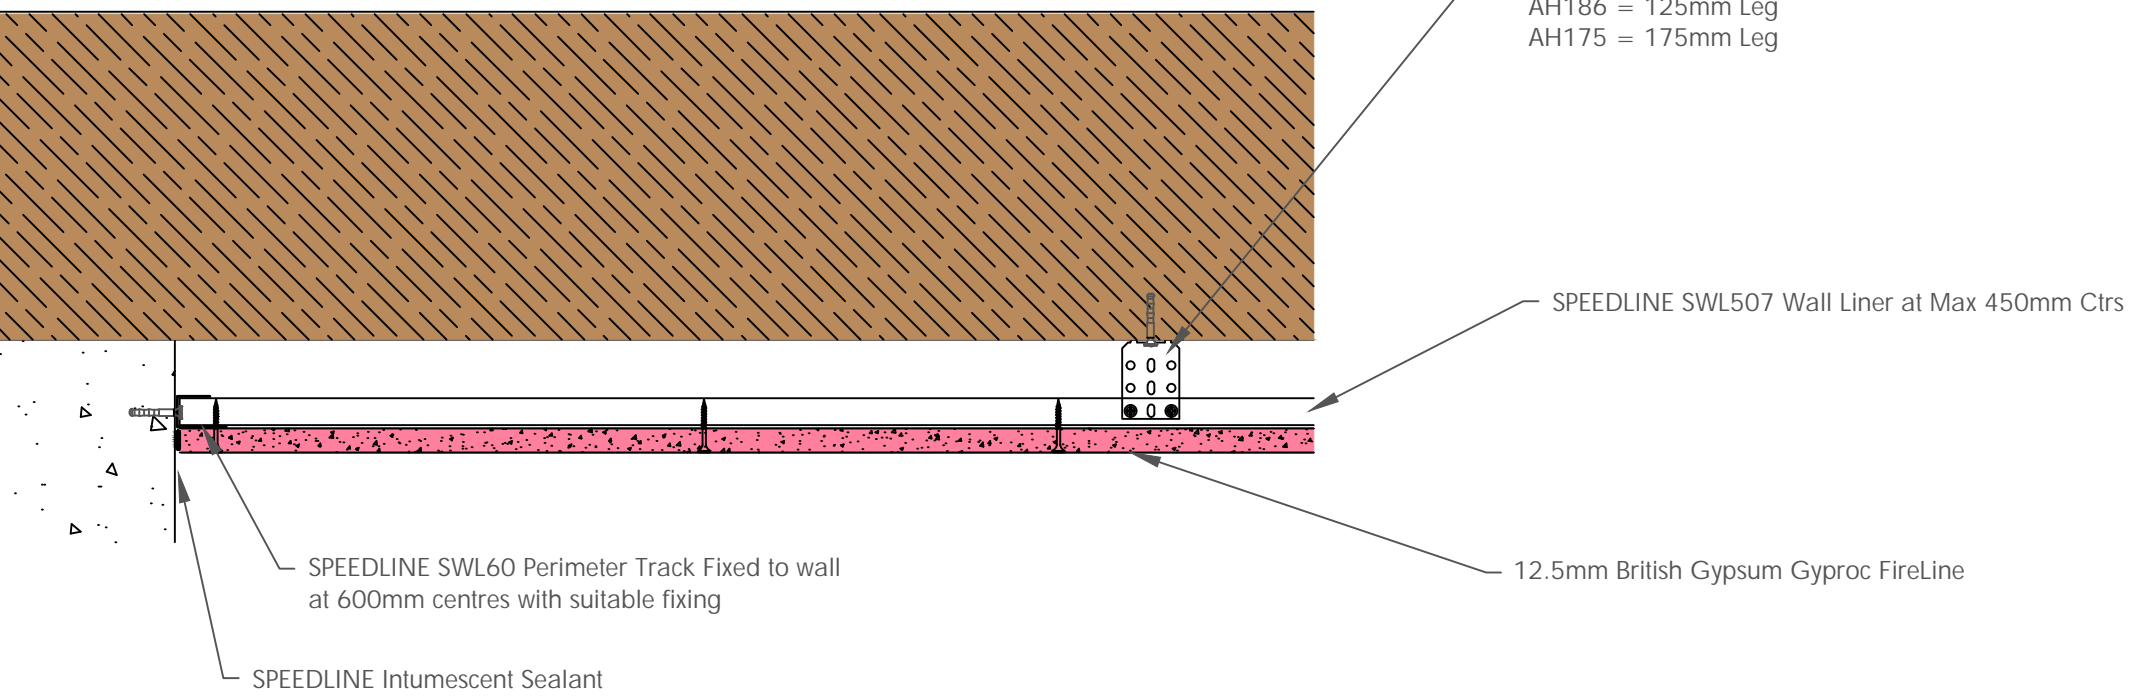 AH186 = 125mm Leg
AH175 = 175mm Leg
SPEEDLINE SWL507 Wall Liner at Max 450mm Ctrs
12.5mm British Gypsum Gyproc FireLine
SPEEDLINE SWL60 Perimeter Track Fixed to wall
at 600mm centres with suitable fixing
SPEEDLINE Intumescent Sealant